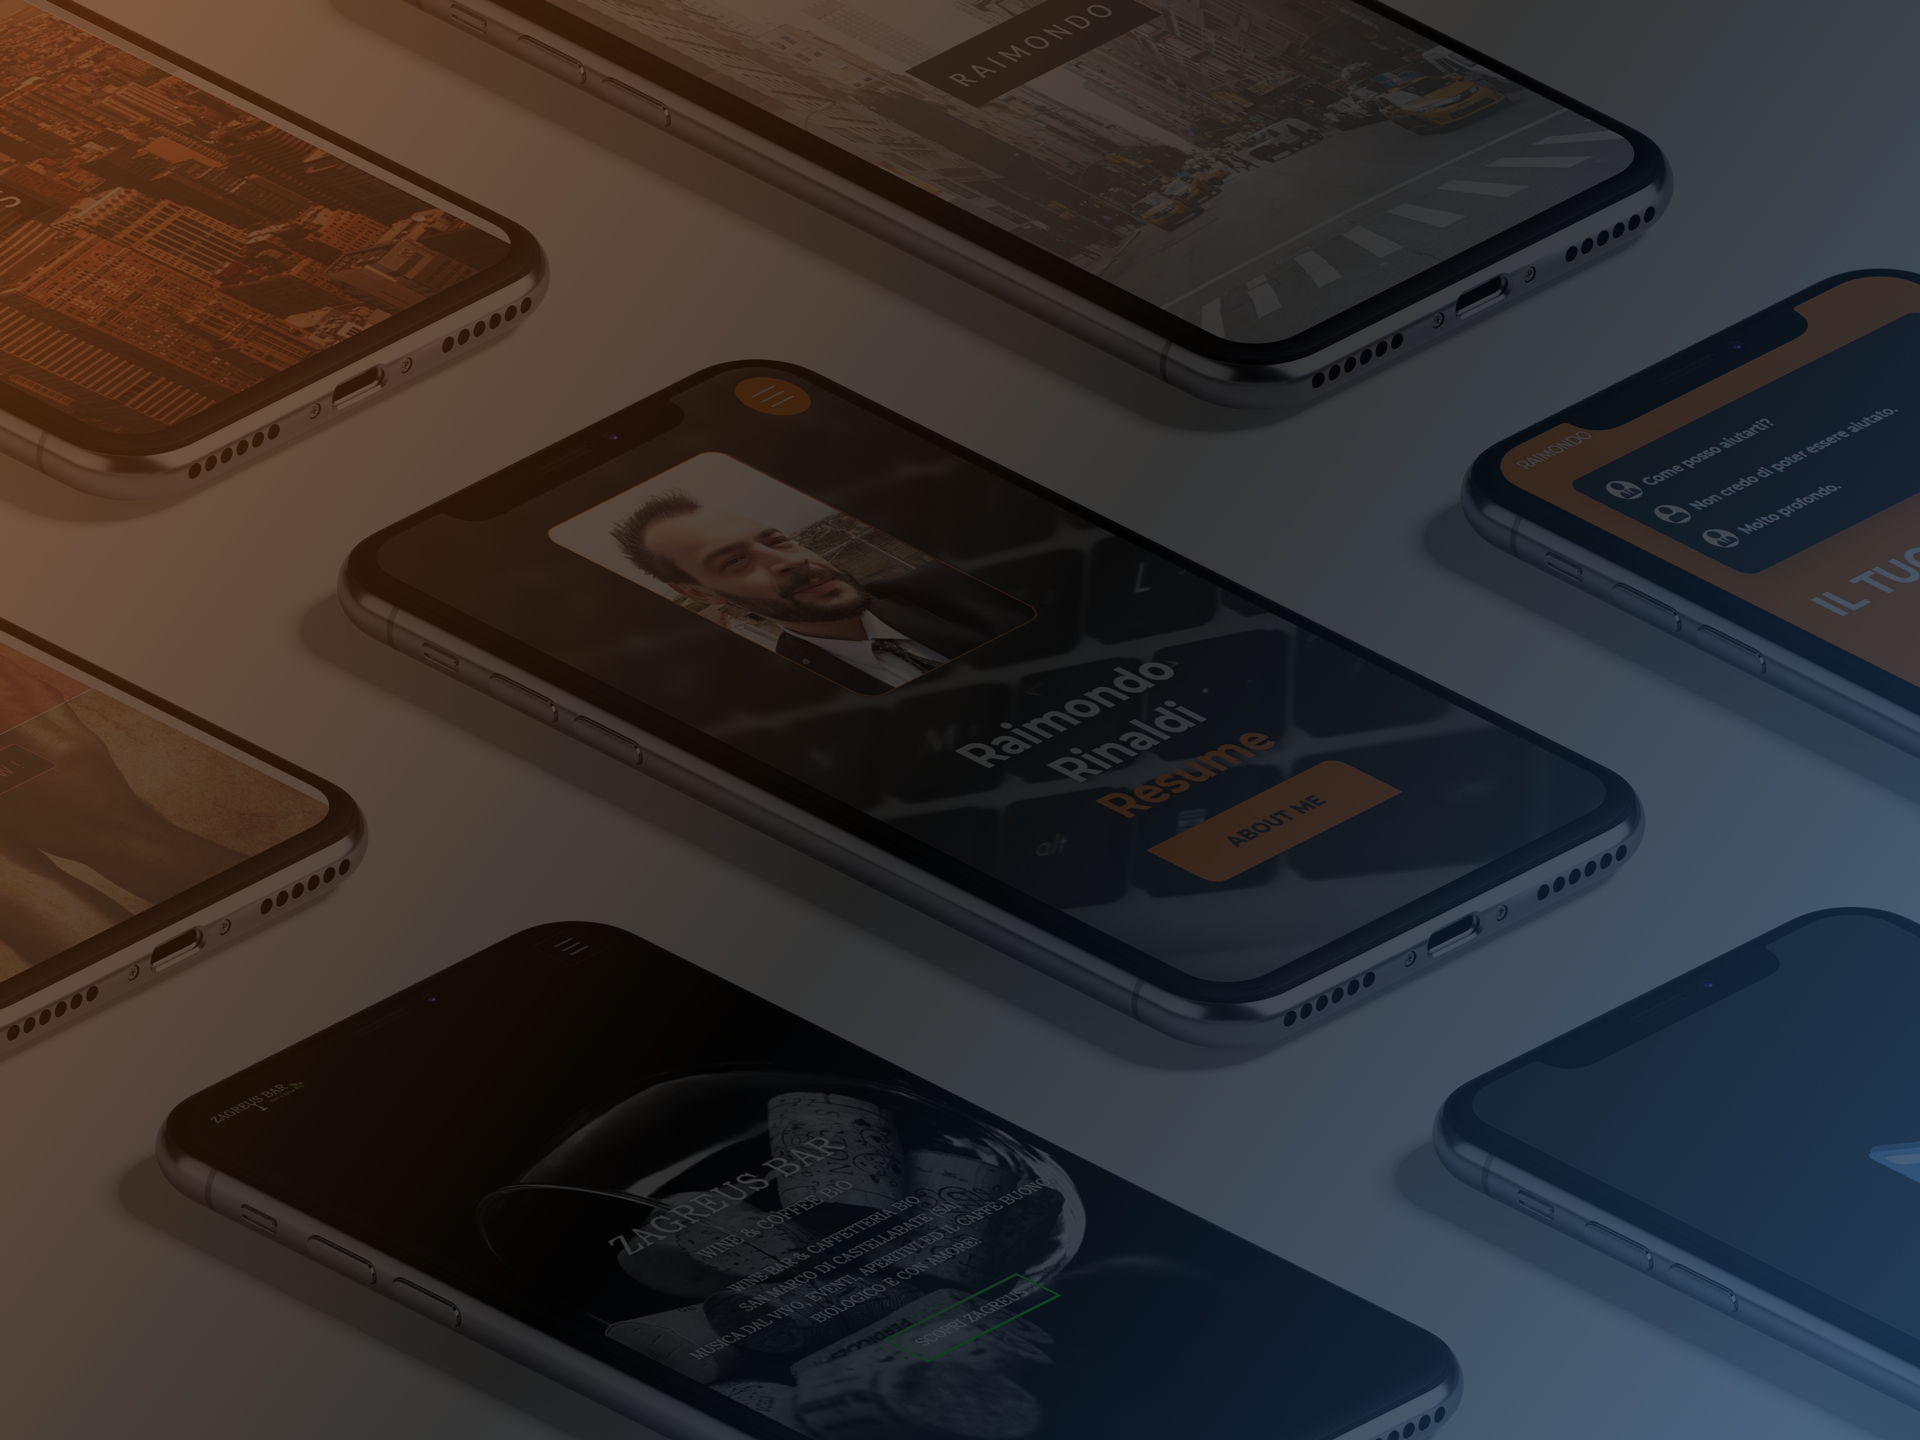 RAIMONDO
S
RAIMONDO
Come posso aiutarti?
Non credo di poter essere aiutato.
Molto profondo.
IL TUO
L
alt
Raimondo
Rinaldi
Resume
ABOUT ME
ZAGREUS BAR
ZAGREUS BAR
WINE & COFFEE BIO
WINE BAR & CAFFETTERIA BIO
SAN MARCO DI CASTELLABATE (SA)
MUSICA DAL VIVO, EVENTI, APERITIVI ED IL CAFFÈ BUONO,
BIOLOGICO E CON AMORE!
SCOPRI ZAGREUS